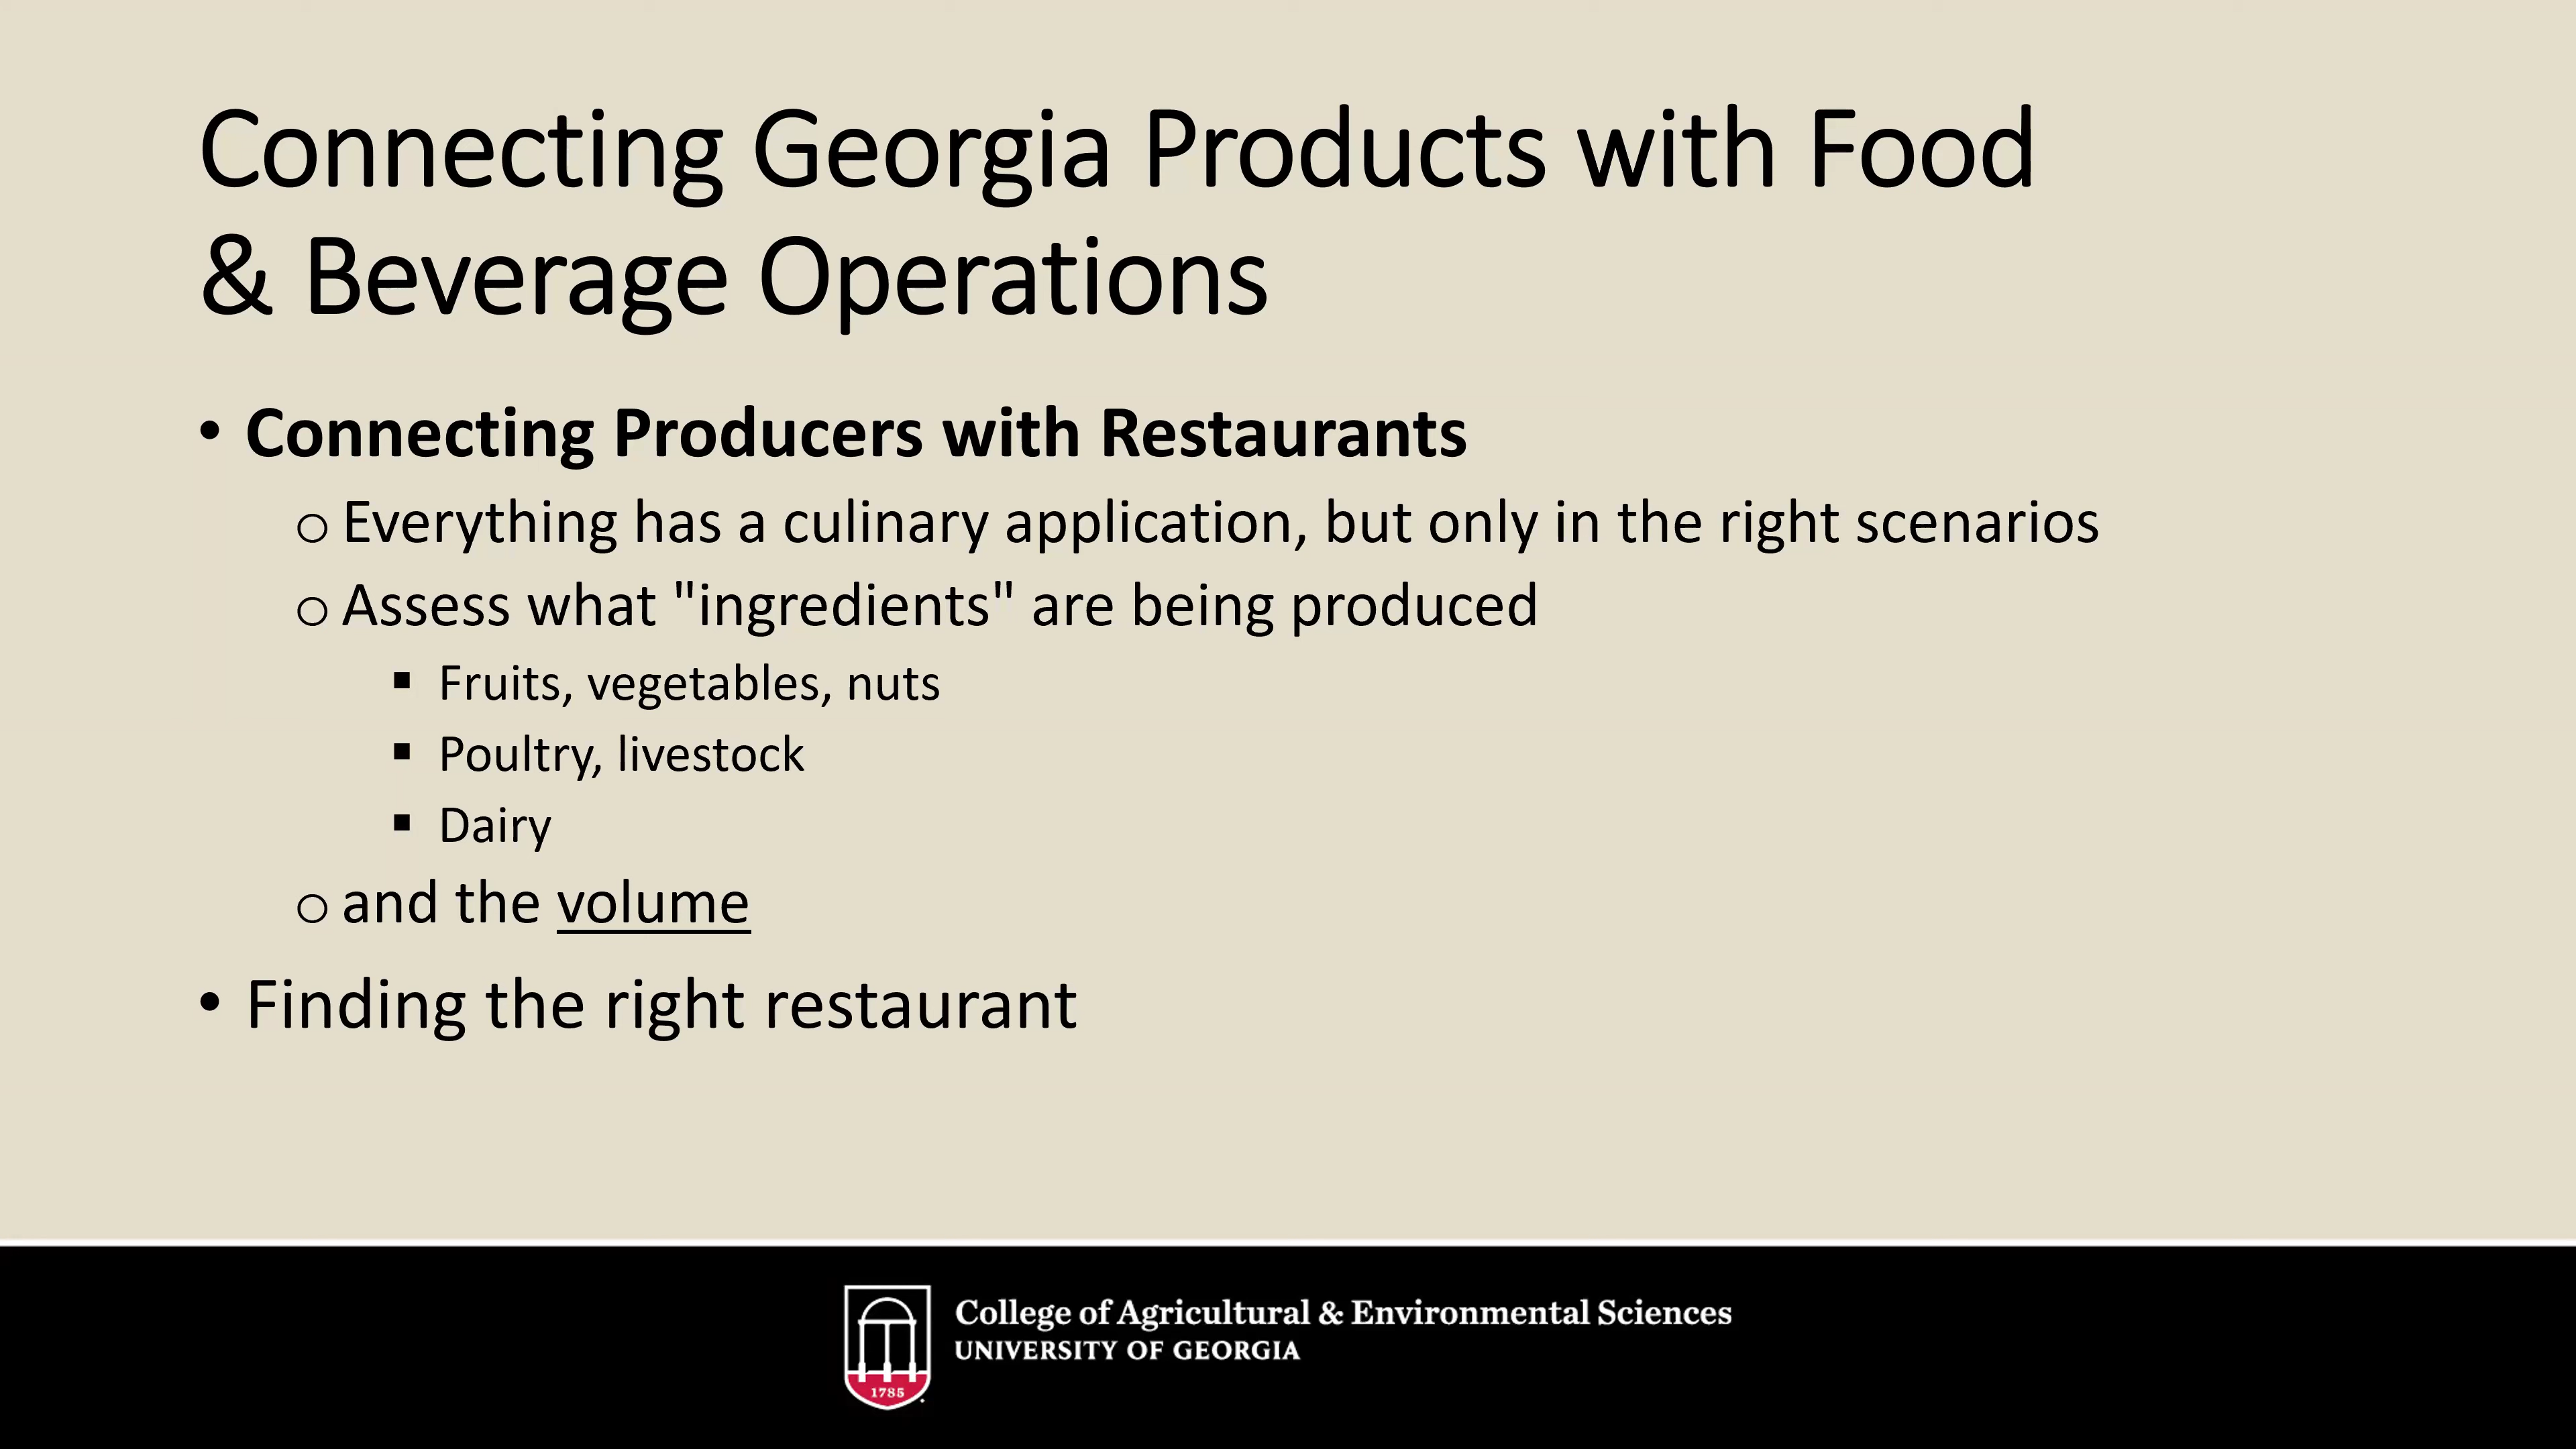 Connecting Georgia Products with Food
& Beverage Operations
• Connecting Producers with Restaurants
o Everything has a culinary application, but only in the right scenarios
o Assess what "ingredients" are being produced
▪ Fruits, vegetables, nuts
▪ Poultry, livestock
▪ Dairy
o and the volume
• Finding the right restaurant
College of Agricultural & Environmental Sciences
UNIVERSITY OF GEORGIA
1785